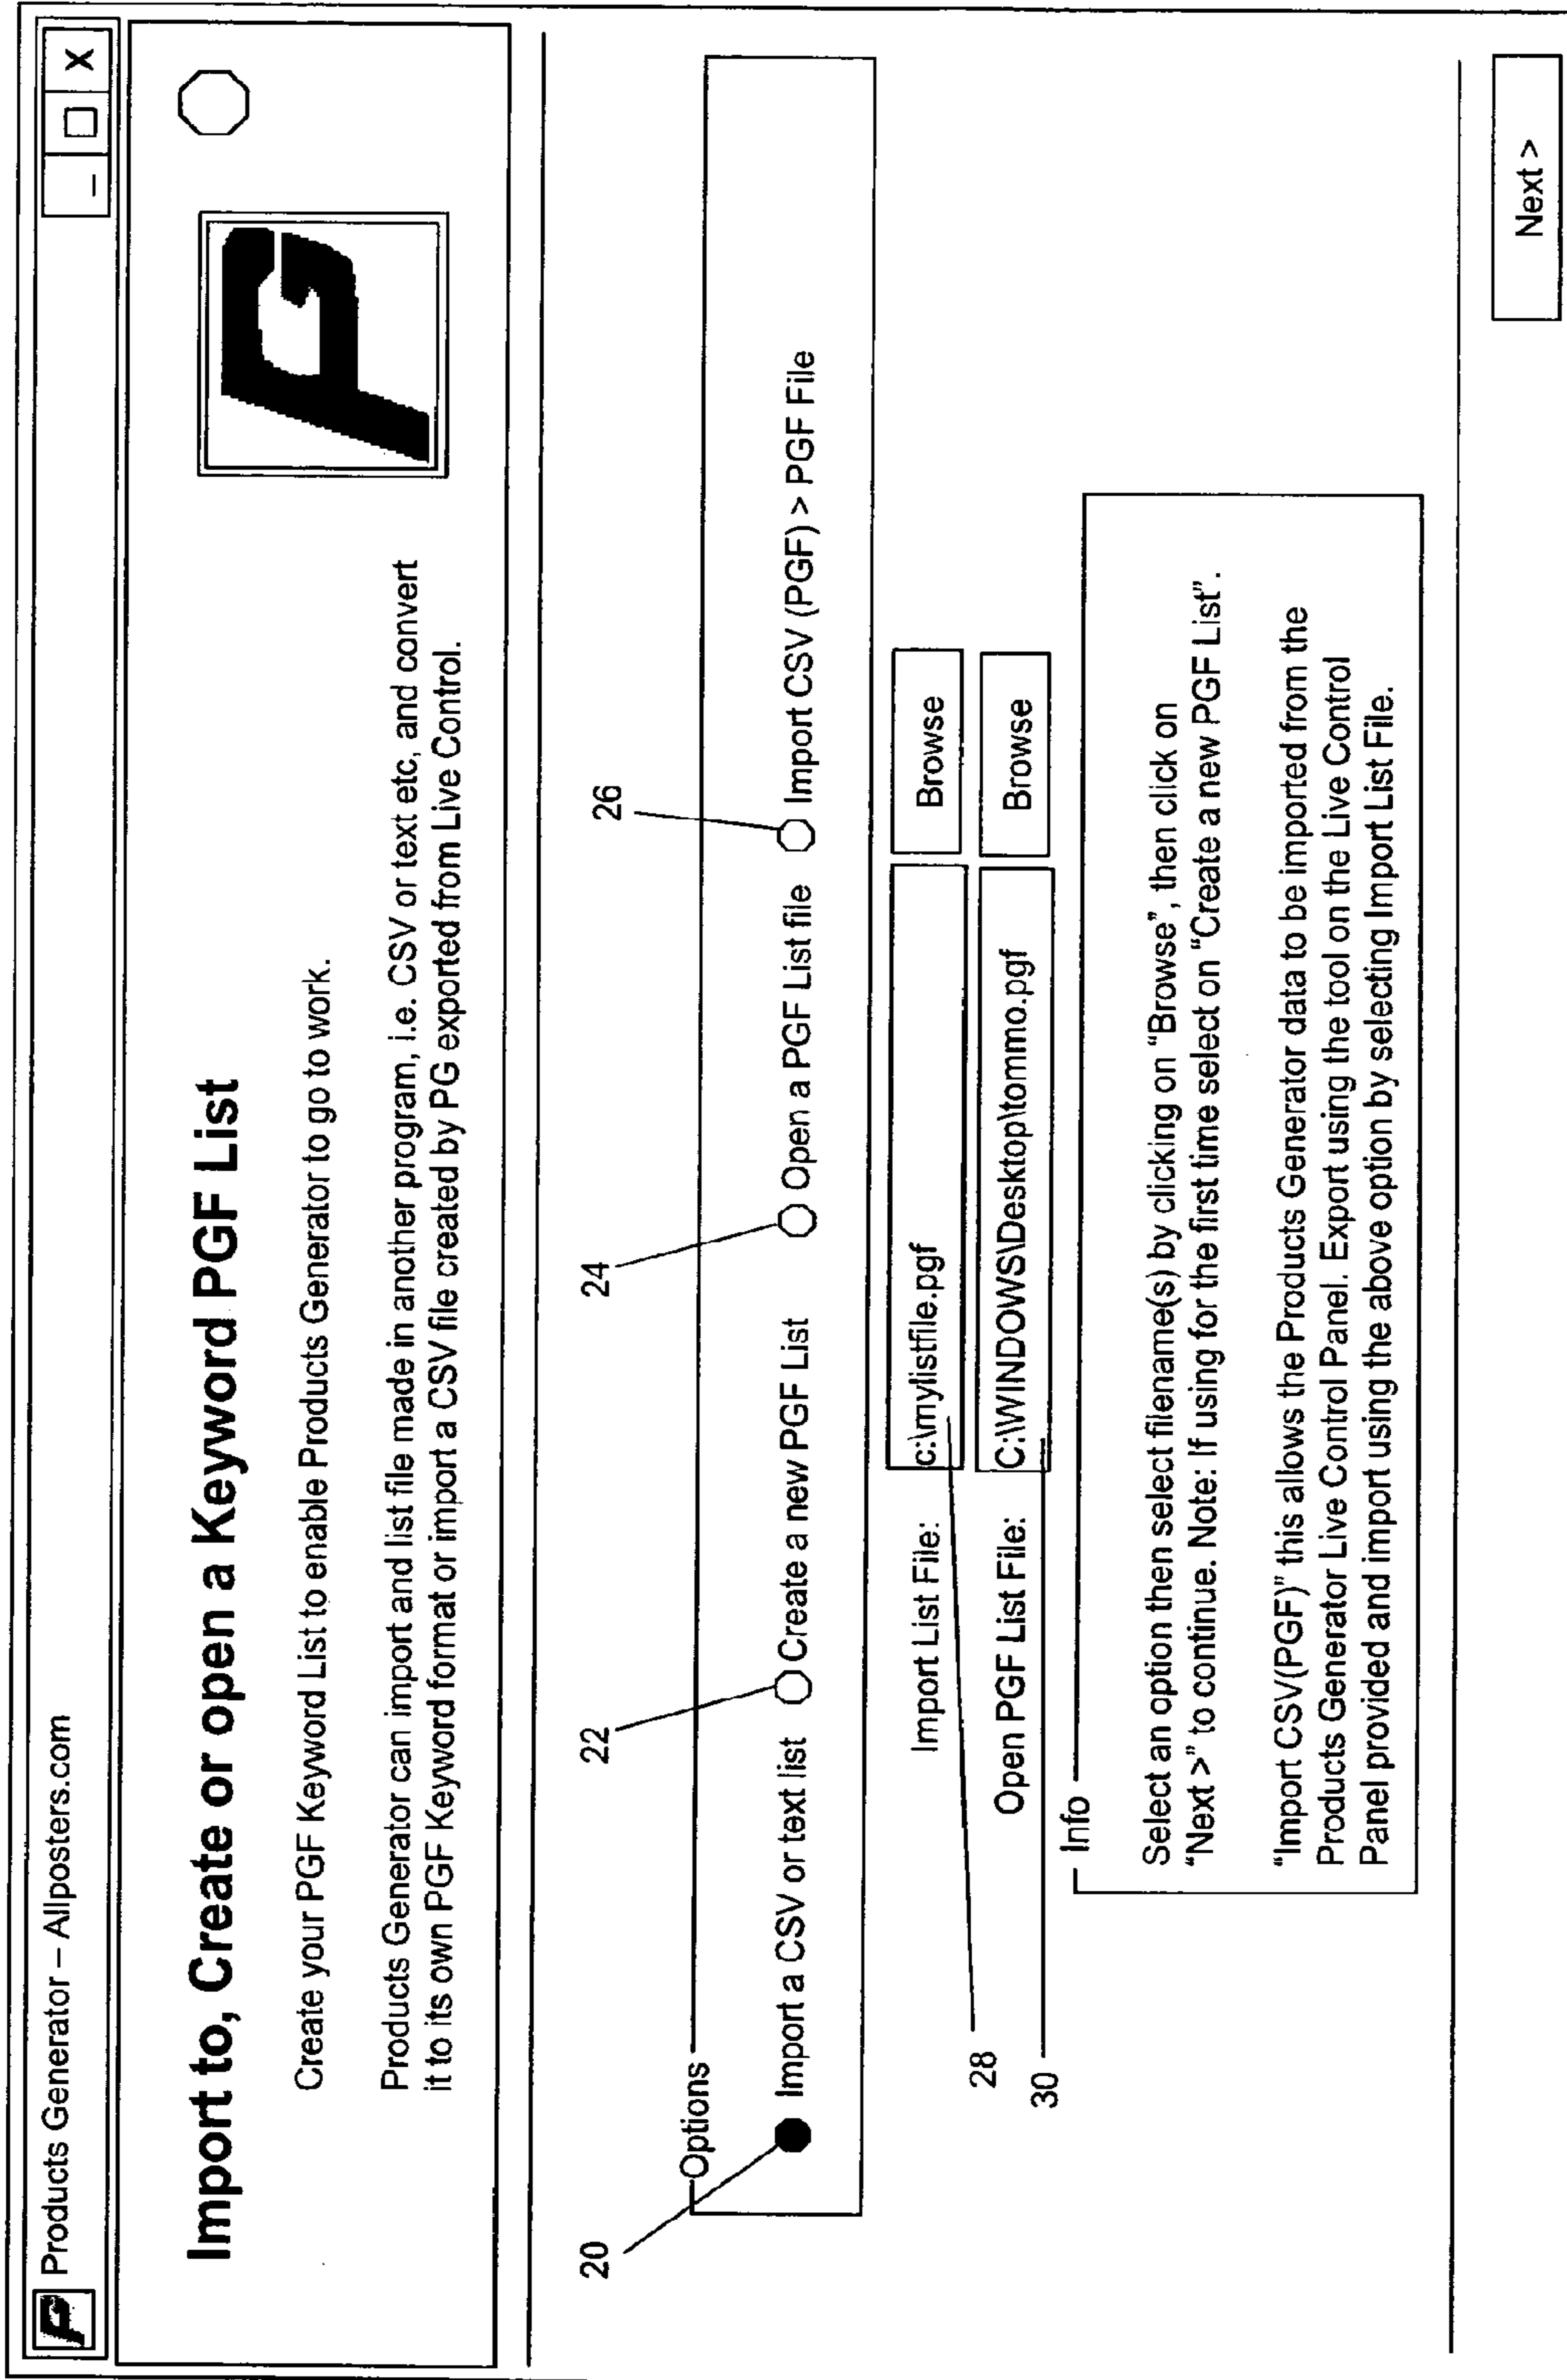 Products Generator – Allposters.com
_ □ X
Import to, Create or open a Keyword PGF List
Create your PGF Keyword List to enable Products Generator to go to work.
Products Generator can import and list file made in another program, i.e. CSV or text etc, and convert
it to its own PGF Keyword format or import a CSV file created by PG exported from Live Control.
PG
20
22
24
26
Options
Import a CSV or text list
Create a new PGF List
Open a PGF List file
Import CSV (PGF) > PGF File
Import List File:
c:\mylistfile.pgf
Browse
28
Open PGF List File:
C:\WINDOWS\Desktop\tommo.pgf
Browse
30
Info
Select an option then select filename(s) by clicking on “Browse”, then click on
“Next >” to continue. Note: If using for the first time select on “Create a new PGF List”.
“Import CSV(PGF)” this allows the Products Generator data to be imported from the
Products Generator Live Control Panel. Export using the tool on the Live Control
Panel provided and import using the above option by selecting Import List File.
Next >